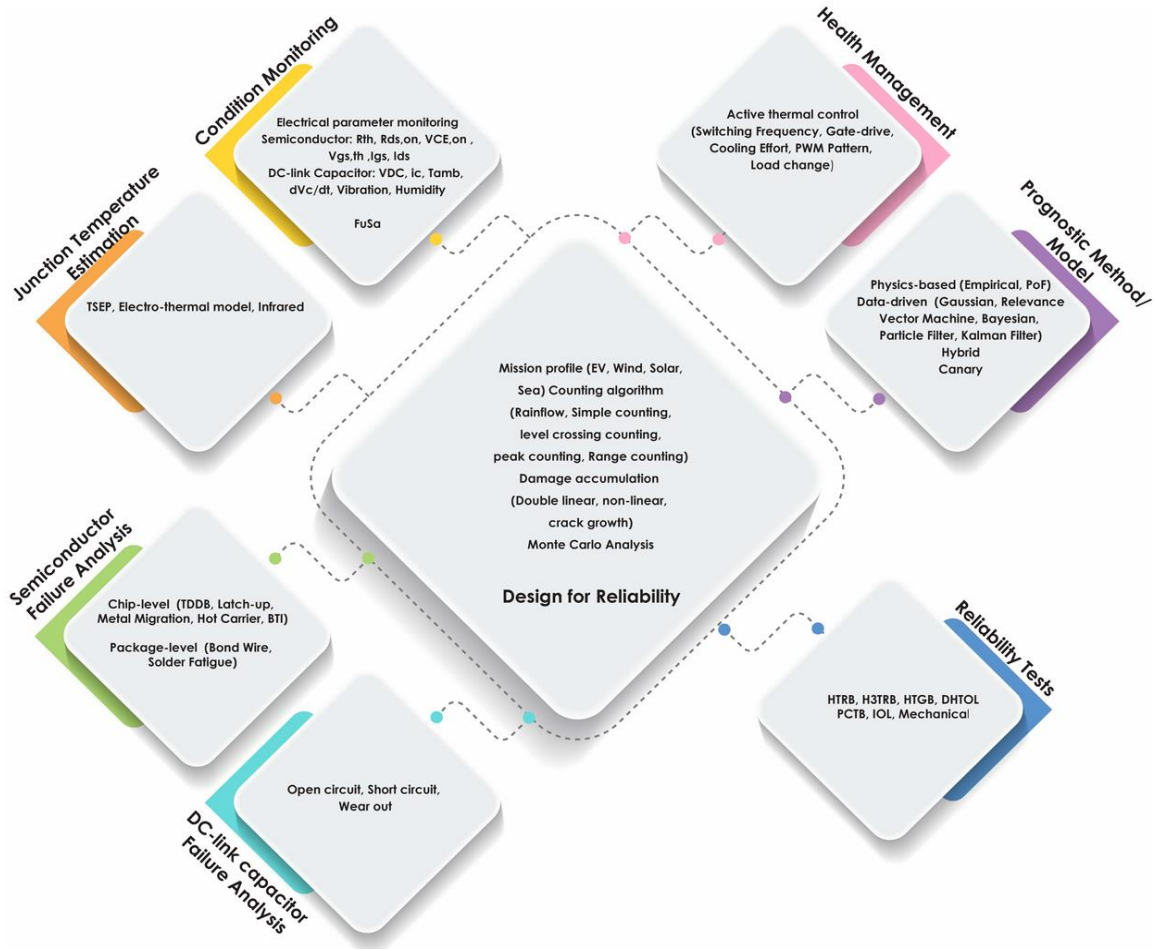 Condition Monitoring
Electrical parameter monitoring
Semiconductor: Rth, Rds,on, VCE,on ,
Vgs,th ,Igs, Ids
DC-link Capacitor: VDC, ic, Tamb,
dVc/dt, Vibration, Humidity
FuSa
Health Management
Active thermal control
(Switching Frequency, Gate-drive,
Cooling Effort, PWM Pattern,
Load change)
Junction Temperature
Estimation
TSEP, Electro-thermal model, Infrared
Prognostic Method/
Model
Physics-based (Empirical, PoF)
Data-driven (Gaussian, Relevance
Vector Machine, Bayesian,
Particle Filter, Kalman Filter)
Hybrid
Canary
Mission profile (EV, Wind, Solar,
Sea) Counting algorithm
(Rainflow, Simple counting,
level crossing counting,
peak counting, Range counting)
Damage accumulation
(Double linear, non-linear,
crack growth)
Monte Carlo Analysis
Design for Reliability
Semiconductor
Failure Analysis
Chip-level (TDDB, Latch-up,
Metal Migration, Hot Carrier, BTI)
Package-level (Bond Wire,
Solder Fatigue)
Reliability Tests
HTRB, H3TRB, HTGB, DHTOL
PCTB, IOL, Mechanical
DC-link capacitor
Failure Analysis
Open circuit, Short circuit,
Wear out